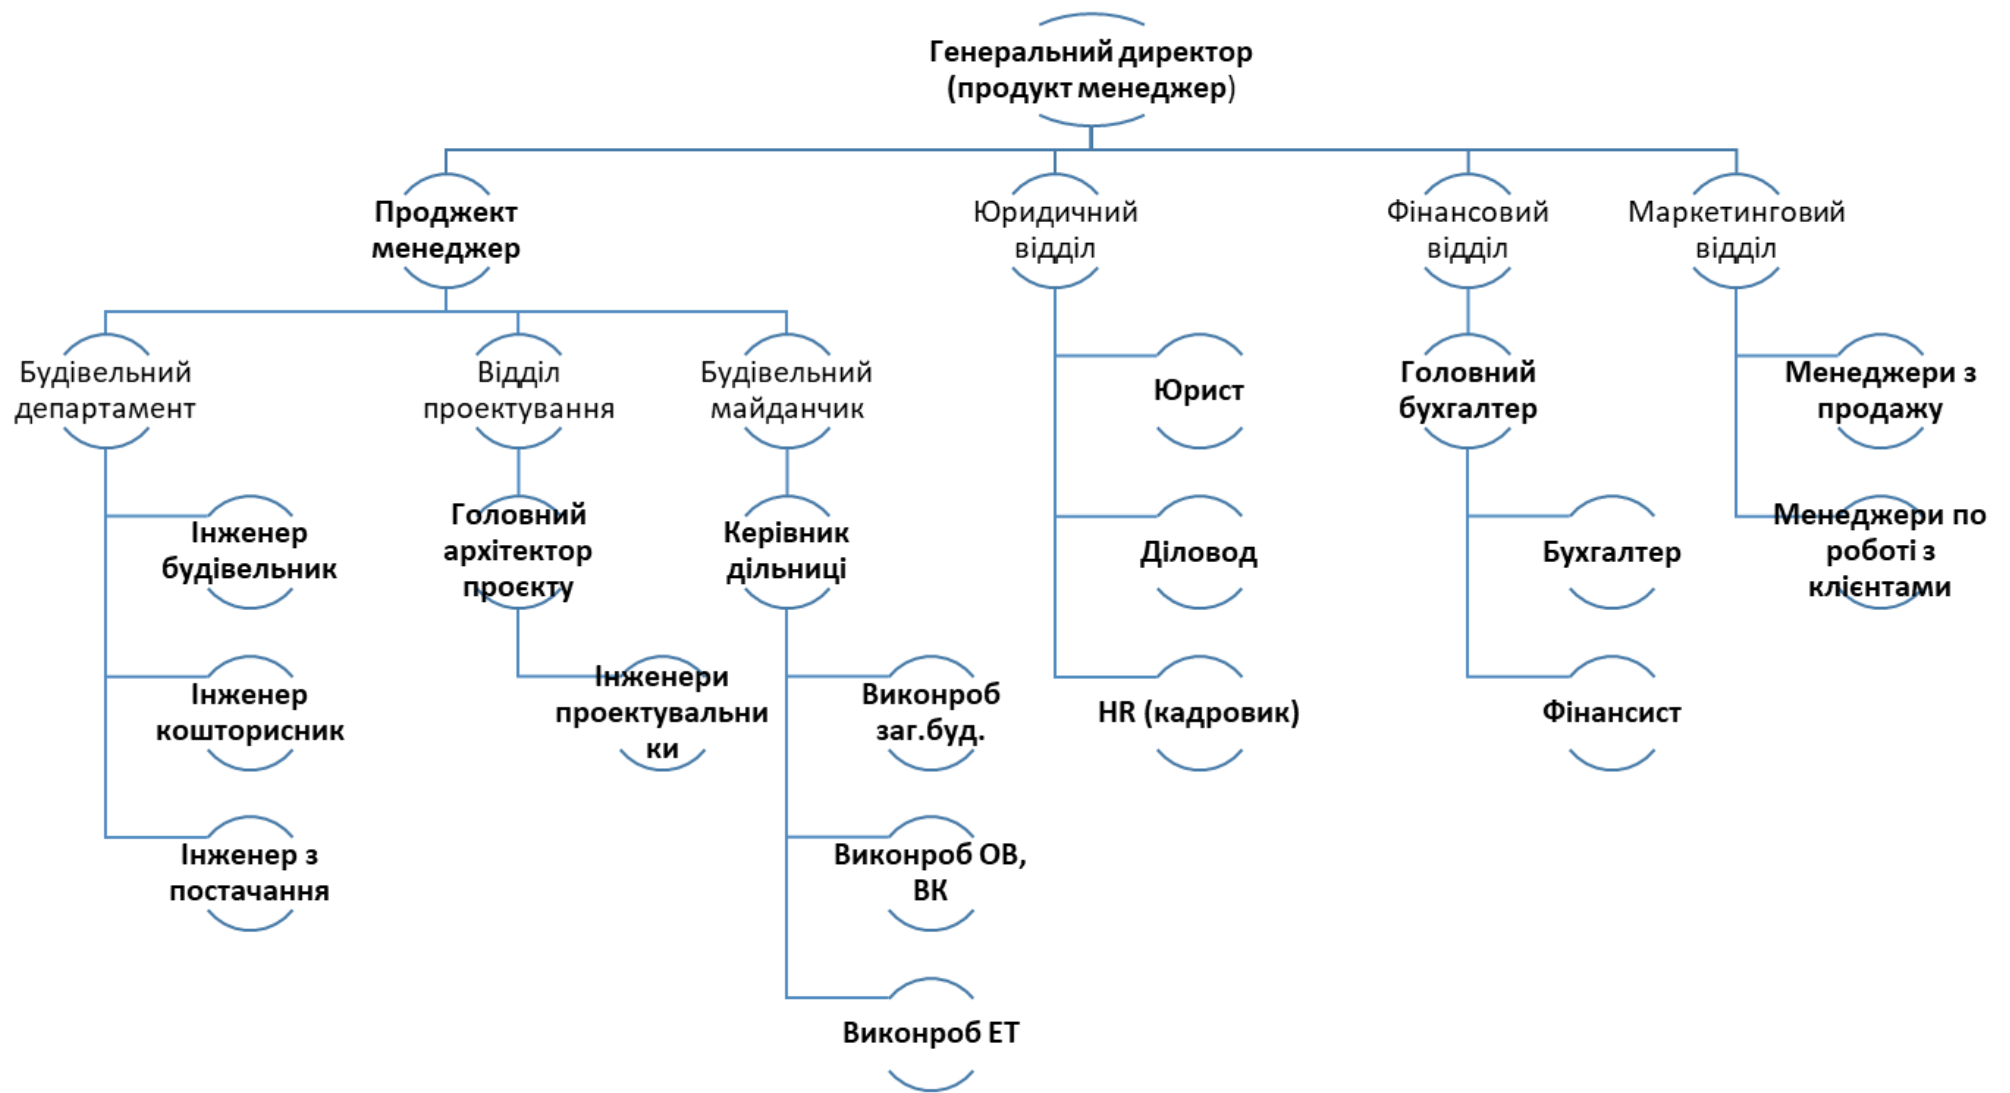 Генеральний директор
(продукт менеджер)
Проджект
менеджер
Юридичний
відділ
Фінансовий
відділ
Маркетинговий
відділ
Будівельний
департамент
Відділ
проектування
Будівельний
майданчик
Юрист
Головний
бухгалтер
Менеджери з
продажу
Інженер
будівельник
Головний
архітектор
проєкту
Керівник
дільниці
Діловод
Бухгалтер
Менеджери по
роботі з
клієнтами
Інженер
кошторисник
Інженери
проектувальни
ки
Виконроб
заг.буд.
HR (кадровик)
Фінансист
Інженер з
постачання
Виконроб ОВ,
ВК
Виконроб ЕТ